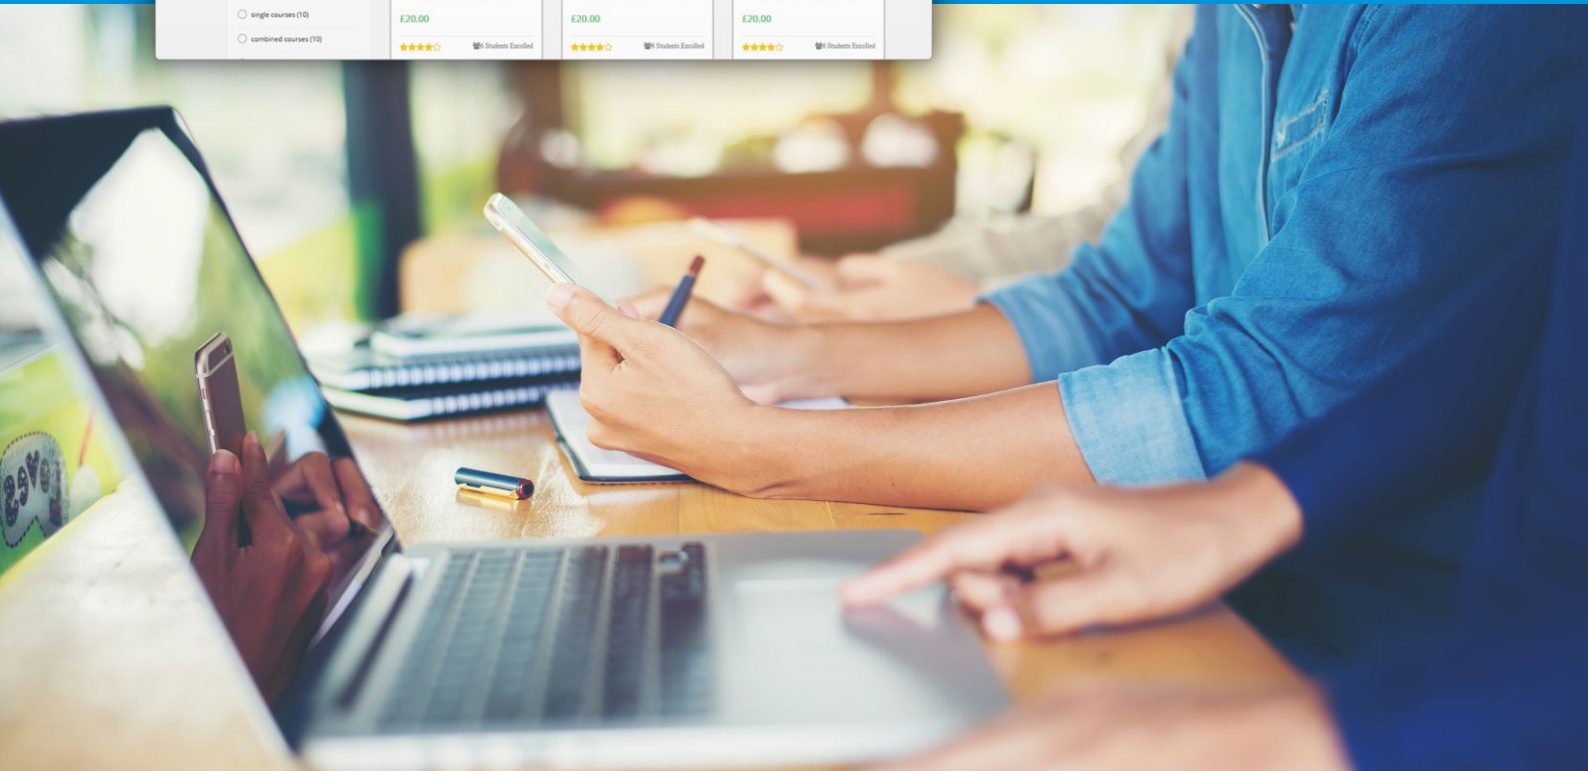 single courses (10)
£20.00 £20.00 £20.00
combined courses (10)
Students Enrolled Students Enrolled Students Enrolled